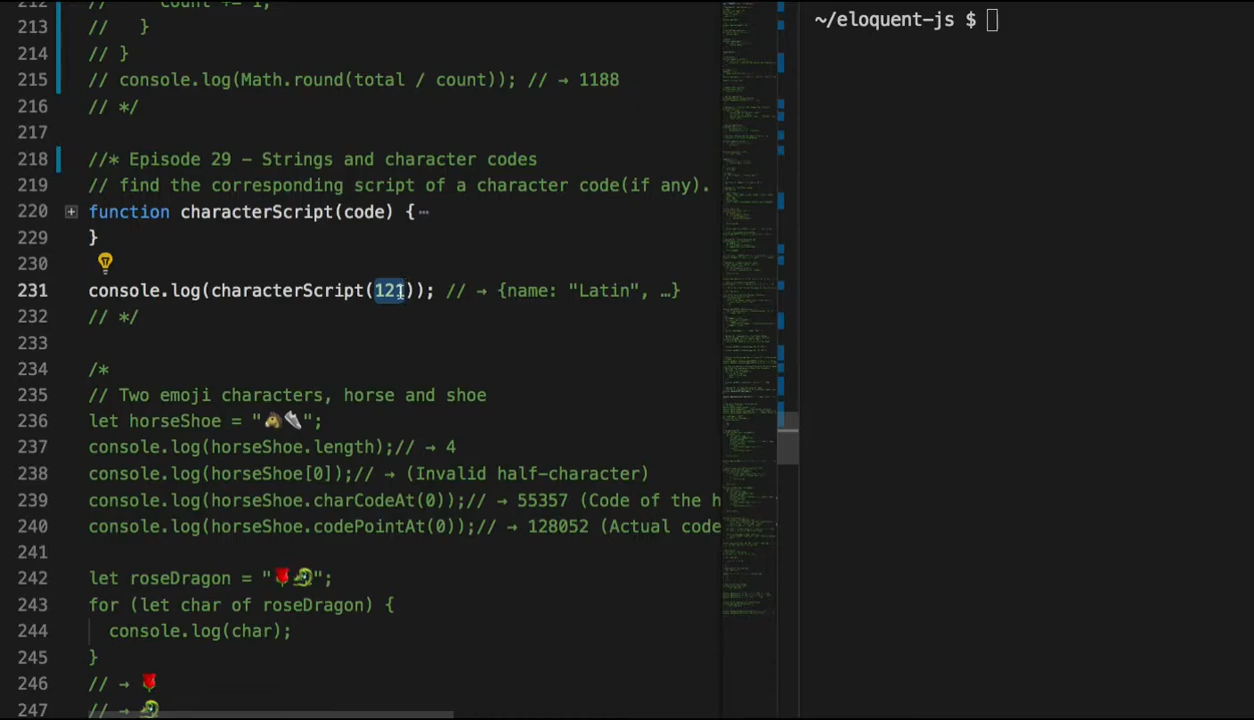 212 //     count += 1;
213 //   }
214 // }
215 // console.log(Math.round(total / count)); // → 1188
216 // */
217
218 //* Episode 29 - Strings and character codes
219 // find the corresponding script of a character code(if any).
220 function characterScript(code) {…
229 }
230
231 console.log(characterScript(121)); // → {name: "Latin", …}
232 // */
233
234 /*
235 // Two emoji characters, horse and shoe
236 let horseShoe = "🐴👟";
237 console.log(horseShoe.length);// → 4
238 console.log(horseShoe[0]);// → (Invalid half-character)
239 console.log(horseShoe.charCodeAt(0));// → 55357 (Code of the h
240 console.log(horseShoe.codePointAt(0));// → 128052 (Actual code
241
242 let roseDragon = "🌹🐉";
243 for (let char of roseDragon) {
244   console.log(char);
245 }
246 // → 🌹
247 // → 🐉
~/eloquent-js $